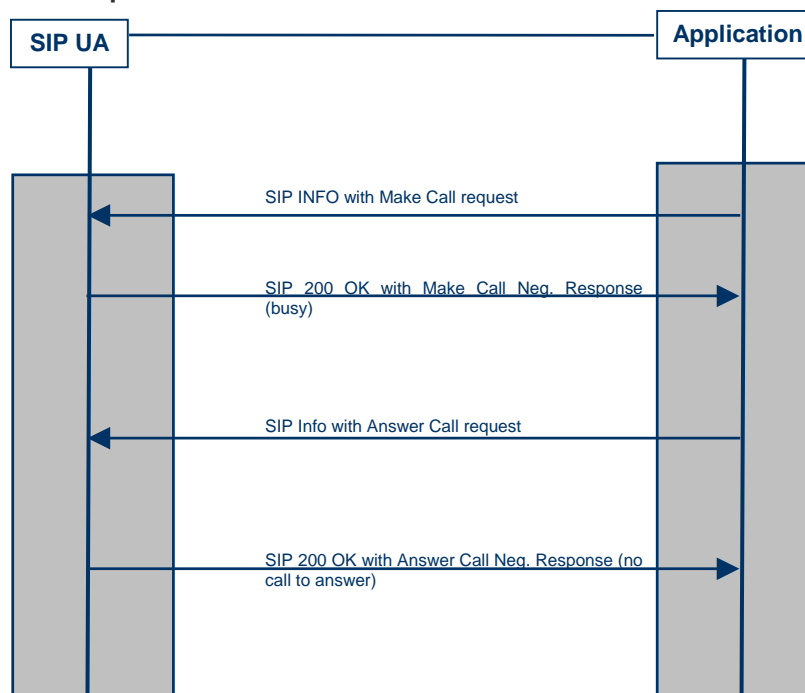 SIP UA
Application
SIP INFO with Make Call request
SIP 200 OK with Make Call Neg. Response
(busy)
SIP Info with Answer Call request
SIP 200 OK with Answer Call Neg. Response (no
call to answer)